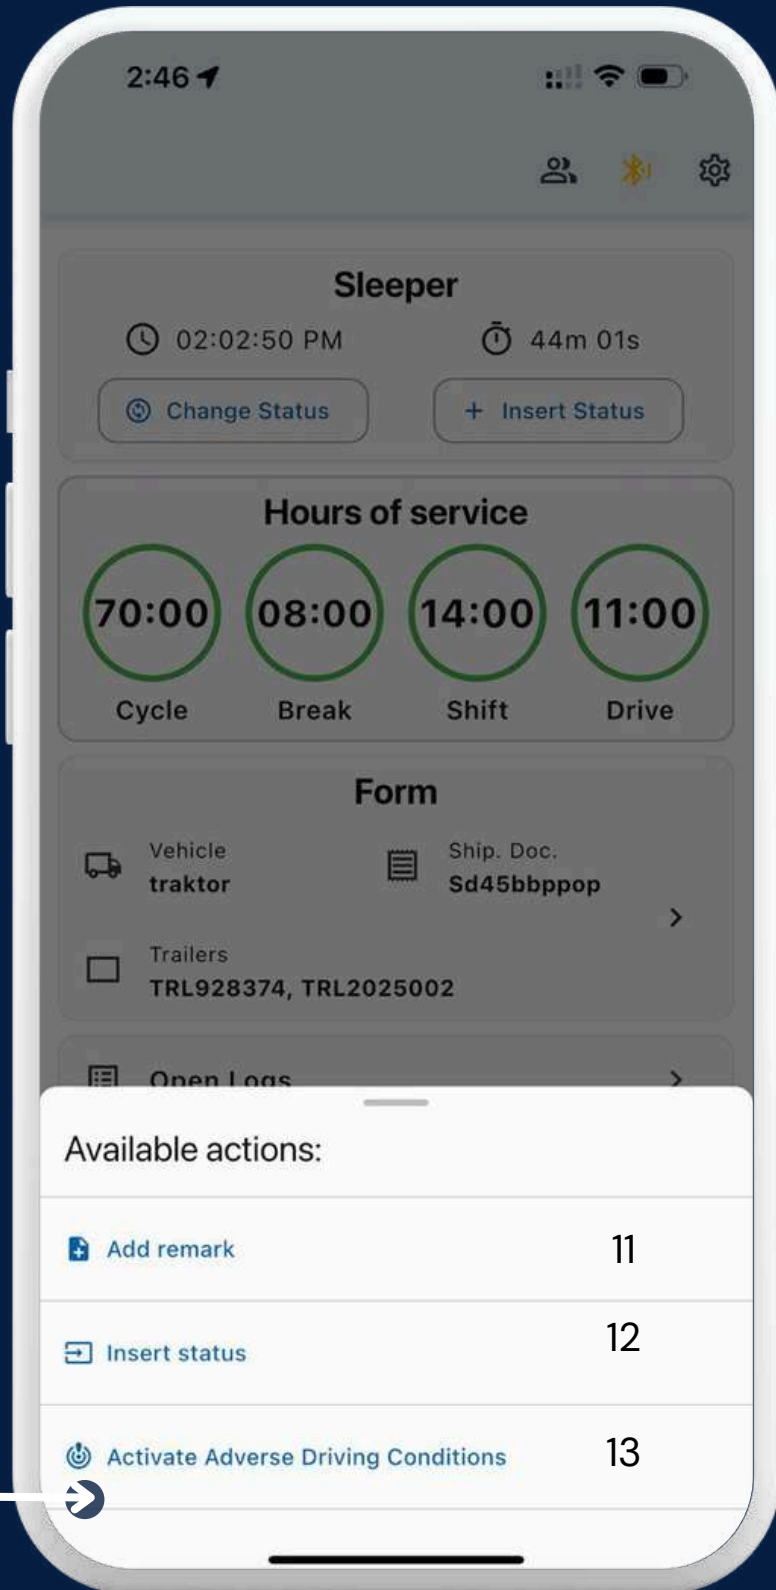 2:46
Sleeper
02:02:50 PM 44m 01s
Change Status + Insert Status
Hours of service
70:00 08:00 14:00 11:00
Cycle Break Shift Drive
Form
Vehicle Ship. Doc.
traktor Sd45bbppop
Trailers
TRL928374, TRL2025002
Open Logs
Available actions:
Add remark 11
Insert status 12
Activate Adverse Driving Conditions 13